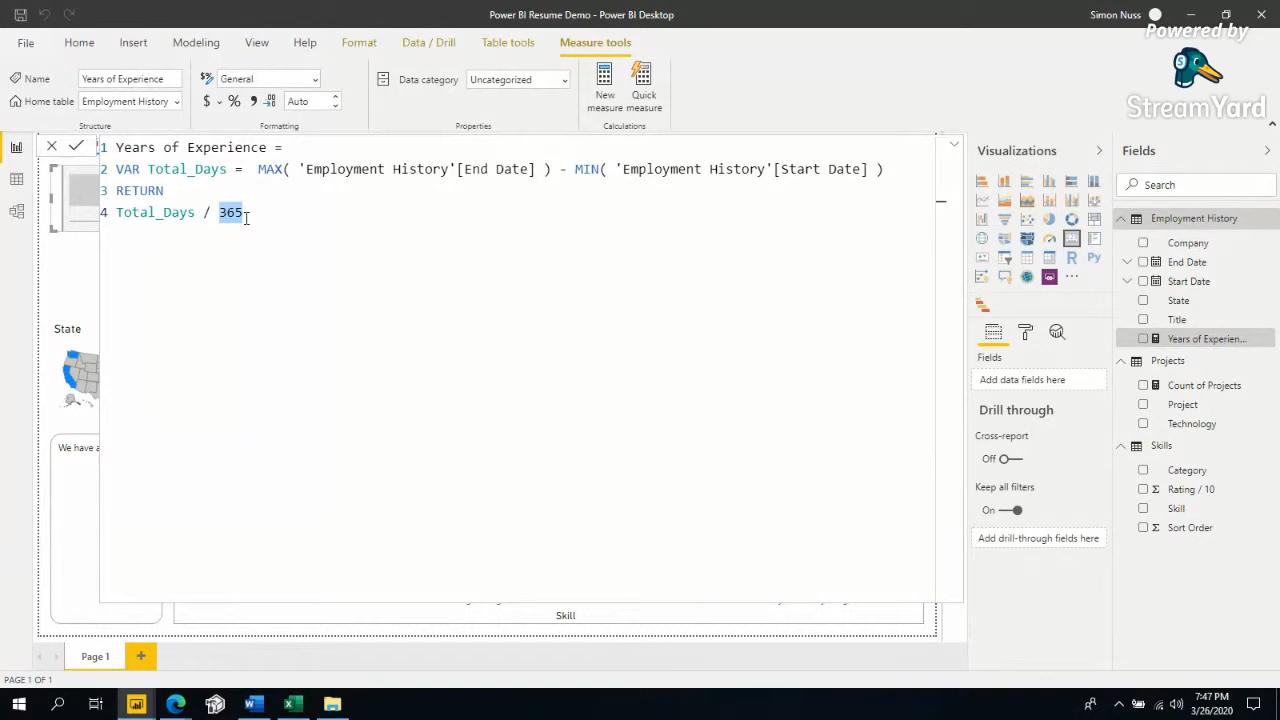 Power BI Resume Demo - Power BI Desktop
Simon Nuss
Powered by
StreamYard
File
Home
Insert
Modeling
View
Help
Format
Data / Drill
Table tools
Measure tools
Name
Years of Experience
Home table
Employment History
Structure
General
$
%
Auto
Formatting
Data category
Uncategorized
Properties
New measure
Quick measure
Calculations
1 Years of Experience =
2 VAR Total_Days =  MAX( 'Employment History'[End Date] ) - MIN( 'Employment History'[Start Date] )
3 RETURN
4 Total_Days / 365
State
We have a
Skill
Visualizations
R
Py
Fields
Add data fields here
Drill through
Cross-report
Off
Keep all filters
On
Add drill-through fields here
Fields
Search
Employment History
Company
End Date
Start Date
State
Title
Years of Experien...
Projects
Count of Projects
Project
Technology
Skills
Category
Rating / 10
Skill
Sort Order
Page 1
PAGE 1 OF 1
7:47 PM
3/26/2020